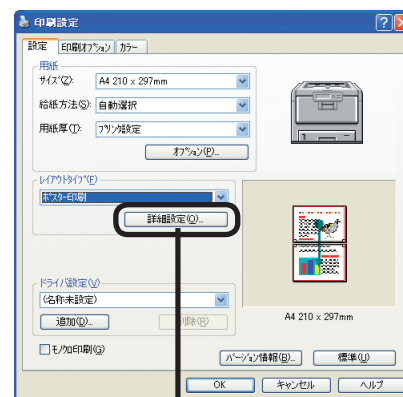 印刷設定
設定 印刷オプション カラー
用紙
サイズ(Z): A4 210 x 297mm
給紙方法(S): 自動選択
用紙厚(T): プリンタ設定
オプション(P)...
レイアウトタイプ(F)
ポスター印刷
詳細設定(O)...
ドライバ設定(V)
(名称未設定)
追加(D)... 削除(R)
A4 210 x 297mm
モノクロ印刷(G)
バージョン情報(B)... 標準(U)
OK キャンセル ヘルプ